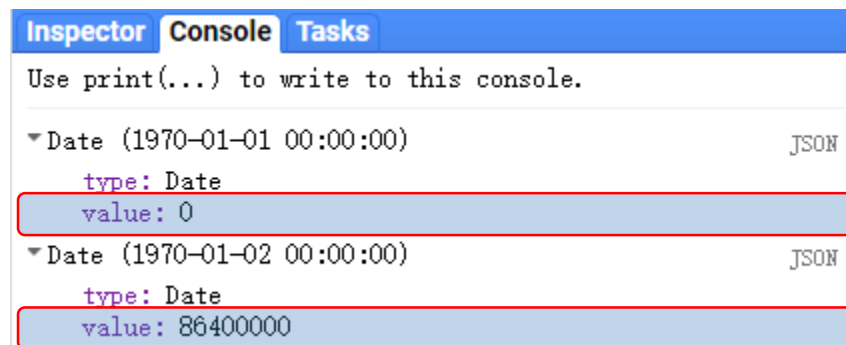 Inspector Console Tasks
Use print(...) to write to this console.
Date (1970-01-01 00:00:00) JSON
type: Date
value: 0
Date (1970-01-02 00:00:00) JSON
type: Date
value: 86400000